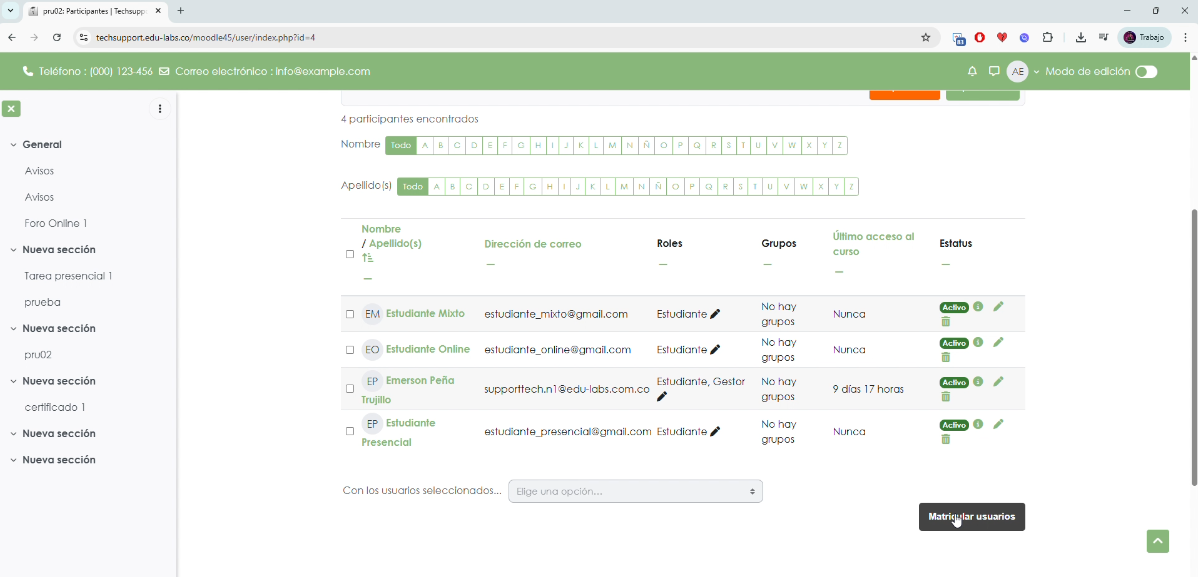 pru02: Participantes | Techsupp
techsupport.edu-labs.co/moodle45/user/index.php?id=4
83
Trabajo
Teléfono : (000) 123-456 Correo electrónico : info@example.com
AE
Modo de edición
General
Avisos
Avisos
Foro Online 1
Nueva sección
Tarea presencial 1
prueba
Nueva sección
pru02
Nueva sección
certificado 1
Nueva sección
Nueva sección
4 participantes encontrados
Nombre Todo A B C D E F G H I J K L M N Ñ O P Q R S T U V W X Y Z
Apellido(s) Todo A B C D E F G H I J K L M N Ñ O P Q R S T U V W X Y Z
Nombre / Apellido(s) Dirección de correo Roles Grupos Último acceso al curso Estatus
EM Estudiante Mixto estudiante_mixto@gmail.com Estudiante No hay grupos Nunca Activo
EO Estudiante Online estudiante_online@gmail.com Estudiante No hay grupos Nunca Activo
EP Emerson Peña Trujillo supporttech.n1@edu-labs.com.co Estudiante, Gestor No hay grupos 9 días 17 horas Activo
EP Estudiante Presencial estudiante_presencial@gmail.com Estudiante No hay grupos Nunca Activo
Con los usuarios seleccionados... Elige una opción...
Matricular usuarios